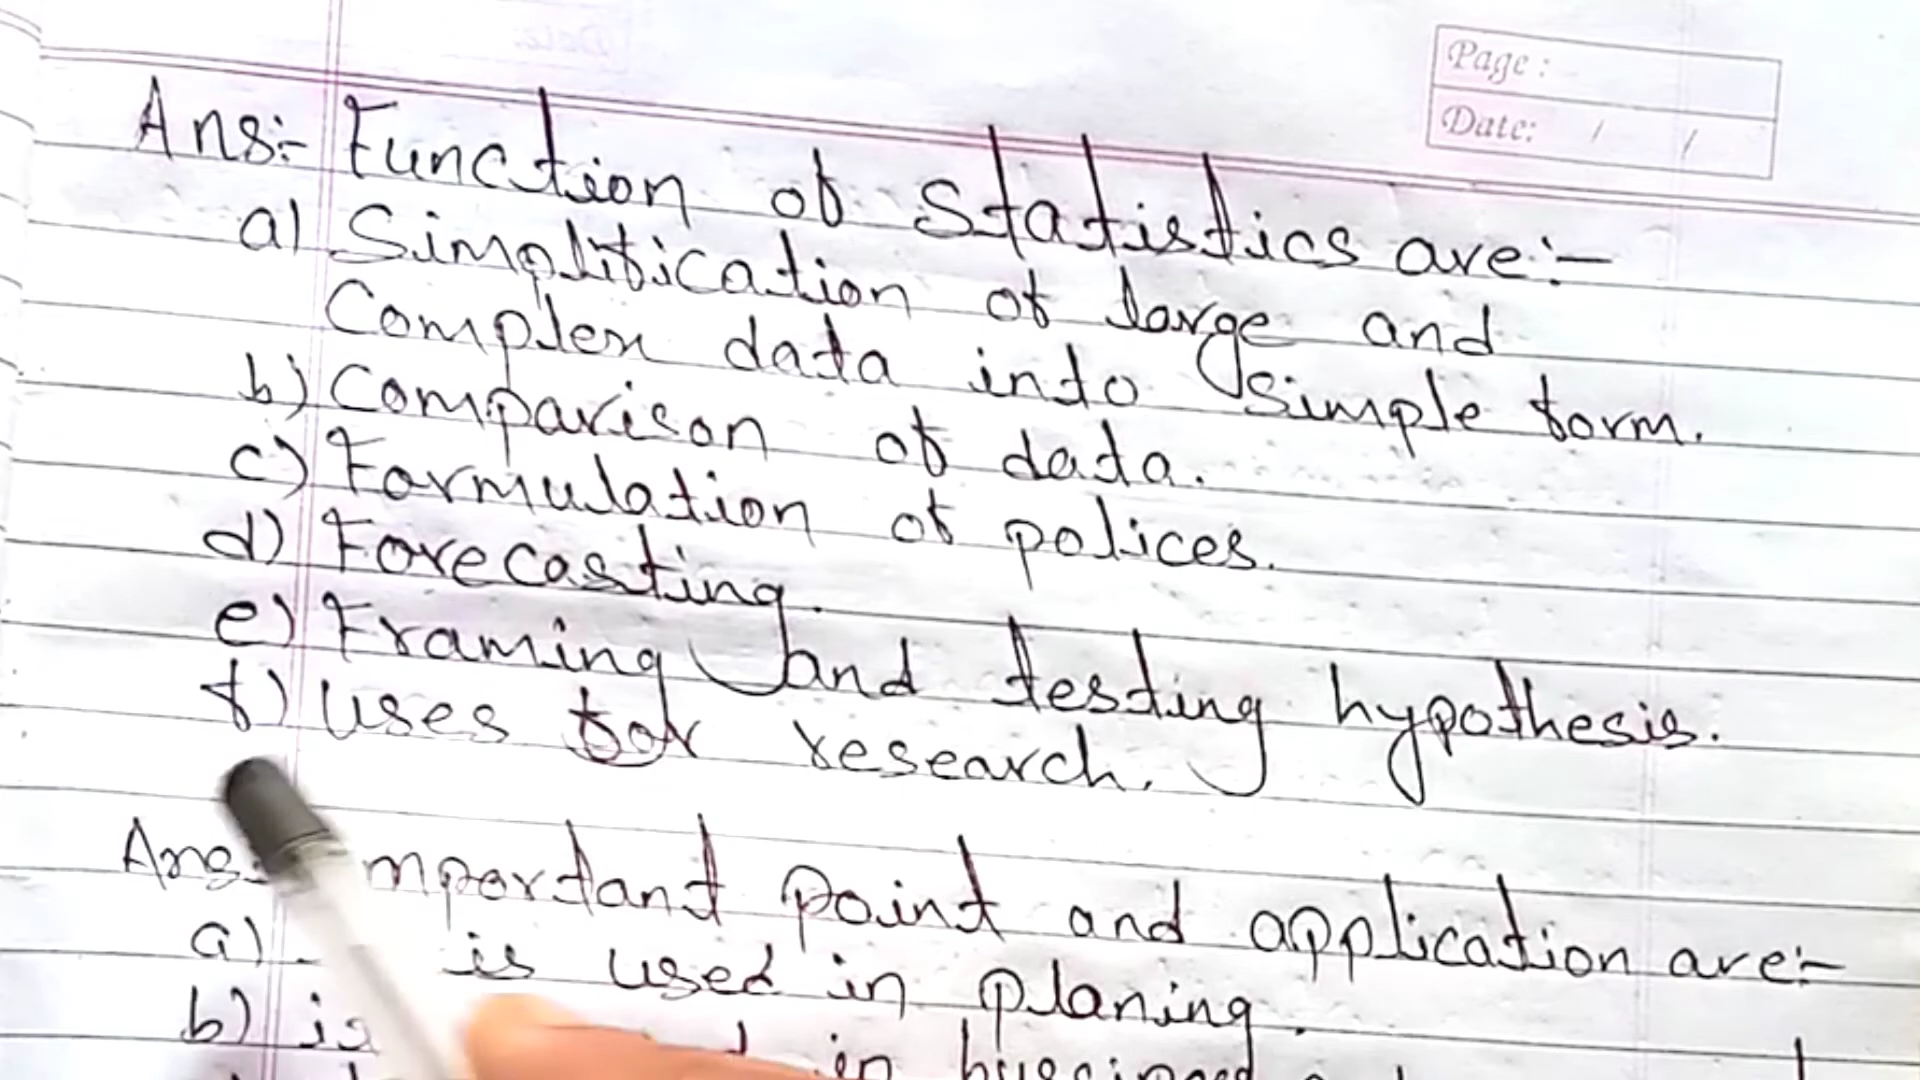 Page :
Date: / /
Ans:- Function of Statistics are:-
a) Simplification of large and
Complex data into Simple form.
b) Comparison of data.
c) Formulation of polices.
d) Forecasting.
e) Framing and testing hypothesis.
f) Uses for research.
Ans. mportant point and application are:-
a) is used in planing.
b) is in